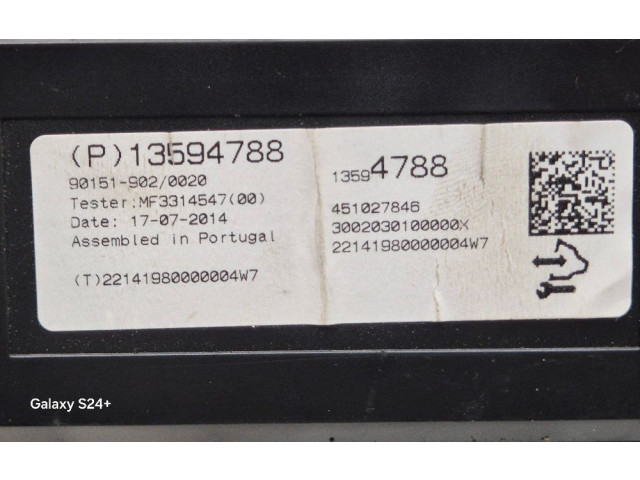 (P)13594788
90151-902/0020
Tester:MF3314547(00)
Date: 17-07-2014
Assembled in Portugal
(T)22141980000004W7
13594788
451027846
3002030100000X
22141980000004W7
Galaxy S24+